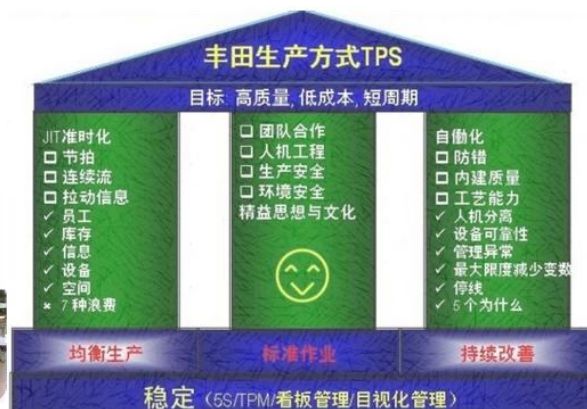 丰田生产方式TPS
目标: 高质量, 低成本, 短周期
JIT准时化
□ 节拍
□ 连续流
□ 拉动信息
✓ 员工
✓ 库存
✓ 信息
✓ 设备
✓ 空间
× 7种浪费
□ 团队合作
□ 人机工程
□ 生产安全
□ 环境安全
精益思想与文化
自働化
□ 防错
□ 内建质量
□ 工艺能力
✓ 人机分离
✓ 设备可靠性
✓ 管理异常
✓ 最大限度减少变数
✓ 停线
✓ 5个为什么
均衡生产
标准作业
持续改善
稳定（5S/TPM/看板管理/目视化管理）